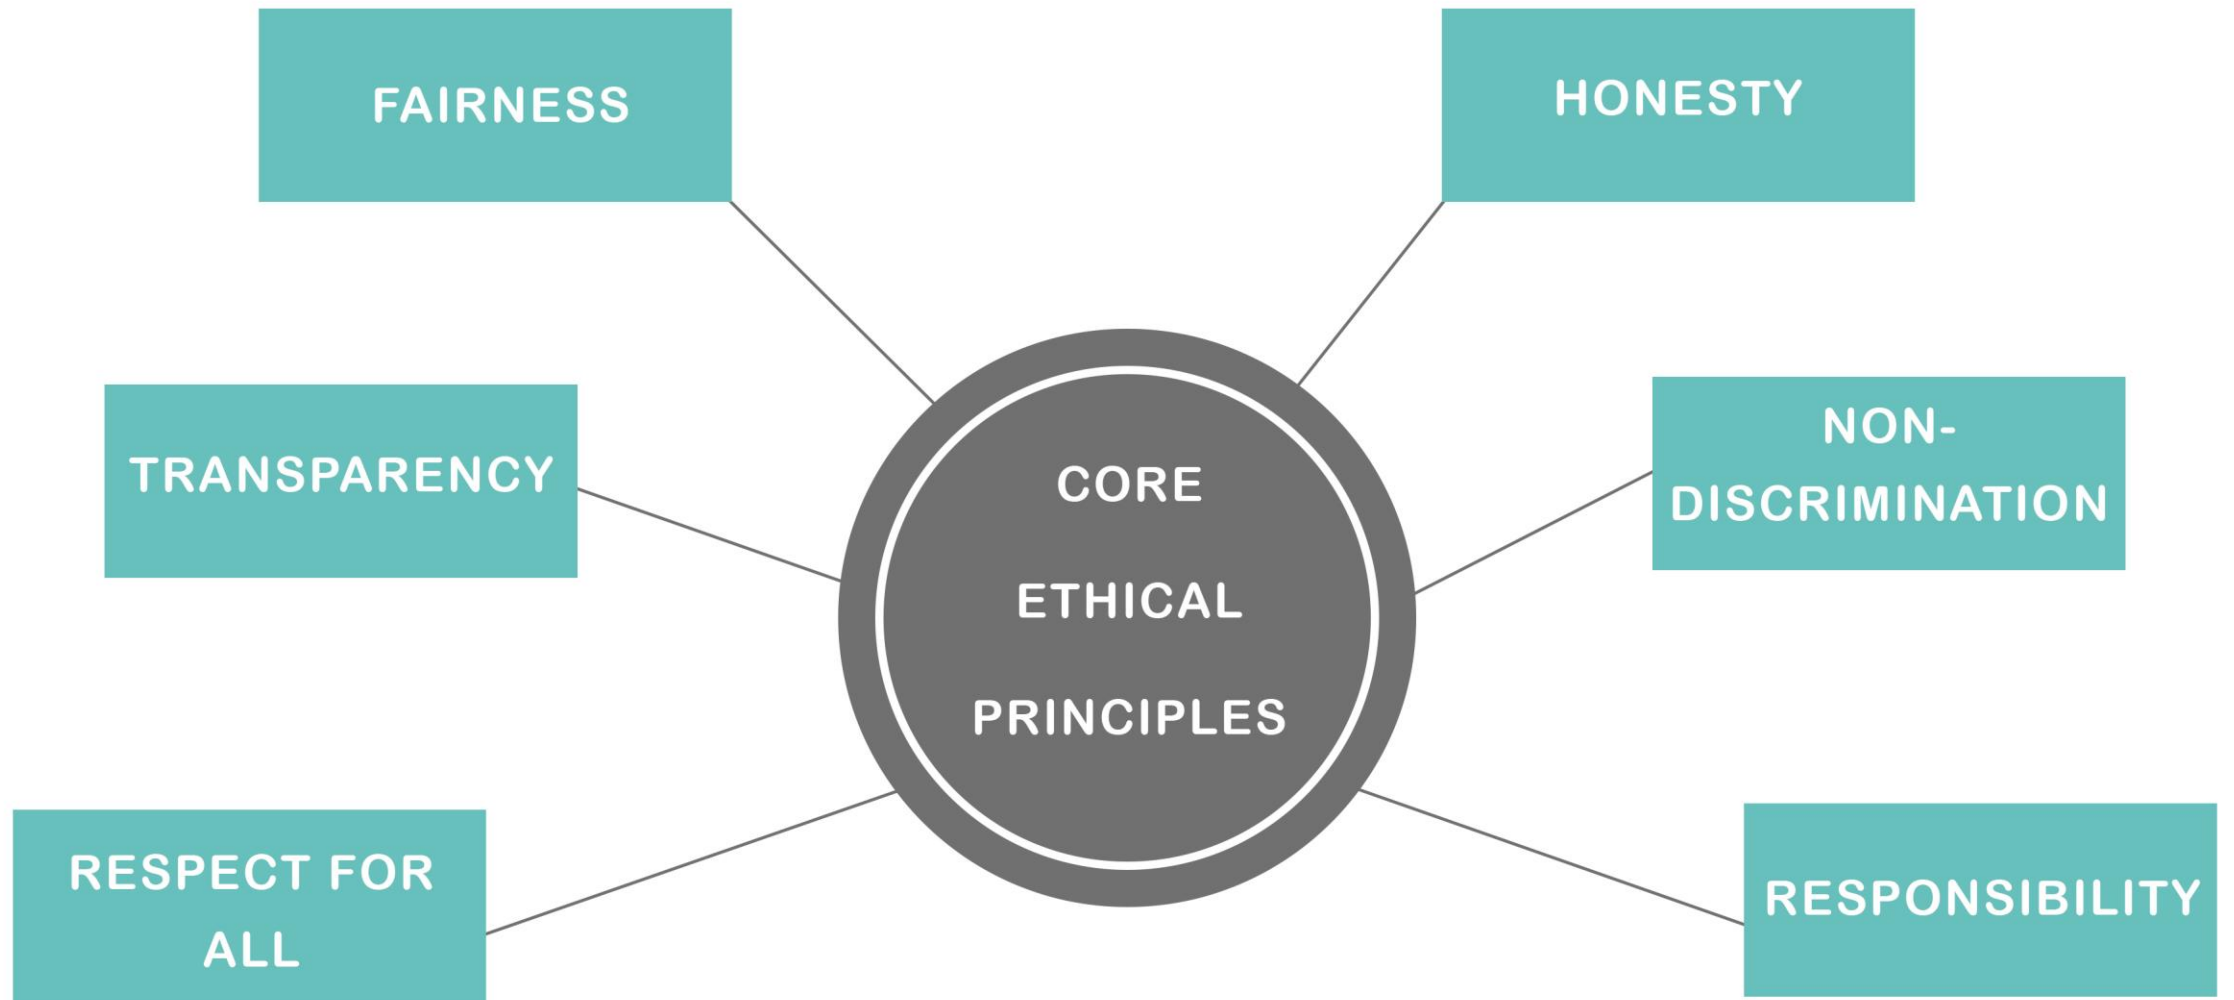 FAIRNESS
HONESTY
TRANSPARENCY
NON-
DISCRIMINATION
CORE
ETHICAL
PRINCIPLES
RESPECT FOR
ALL
RESPONSIBILITY